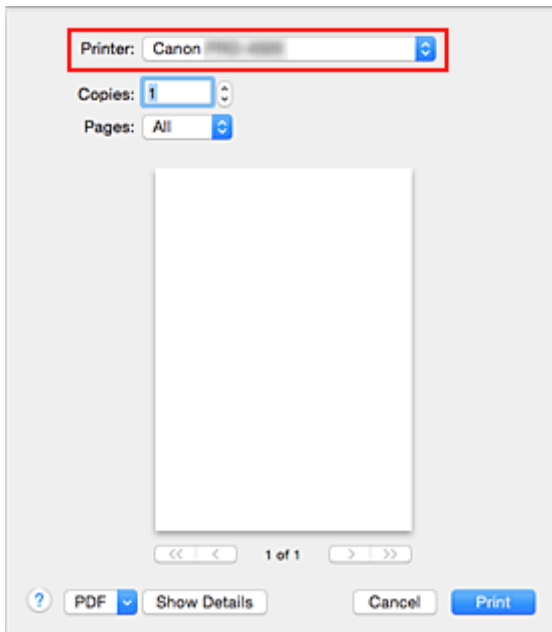 Printer: Canon
Copies: 1
Pages: All
<< < 1 of 1 > >>
? PDF Show Details Cancel Print